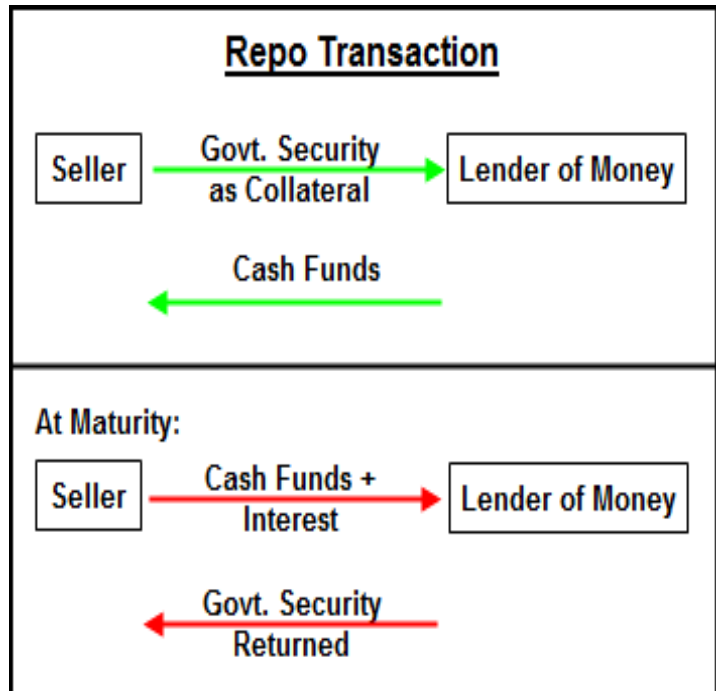 Repo Transaction
Seller
Govt. Security
as Collateral
Lender of Money
Cash Funds
At Maturity:
Seller
Cash Funds +
Interest
Lender of Money
Govt. Security
Returned